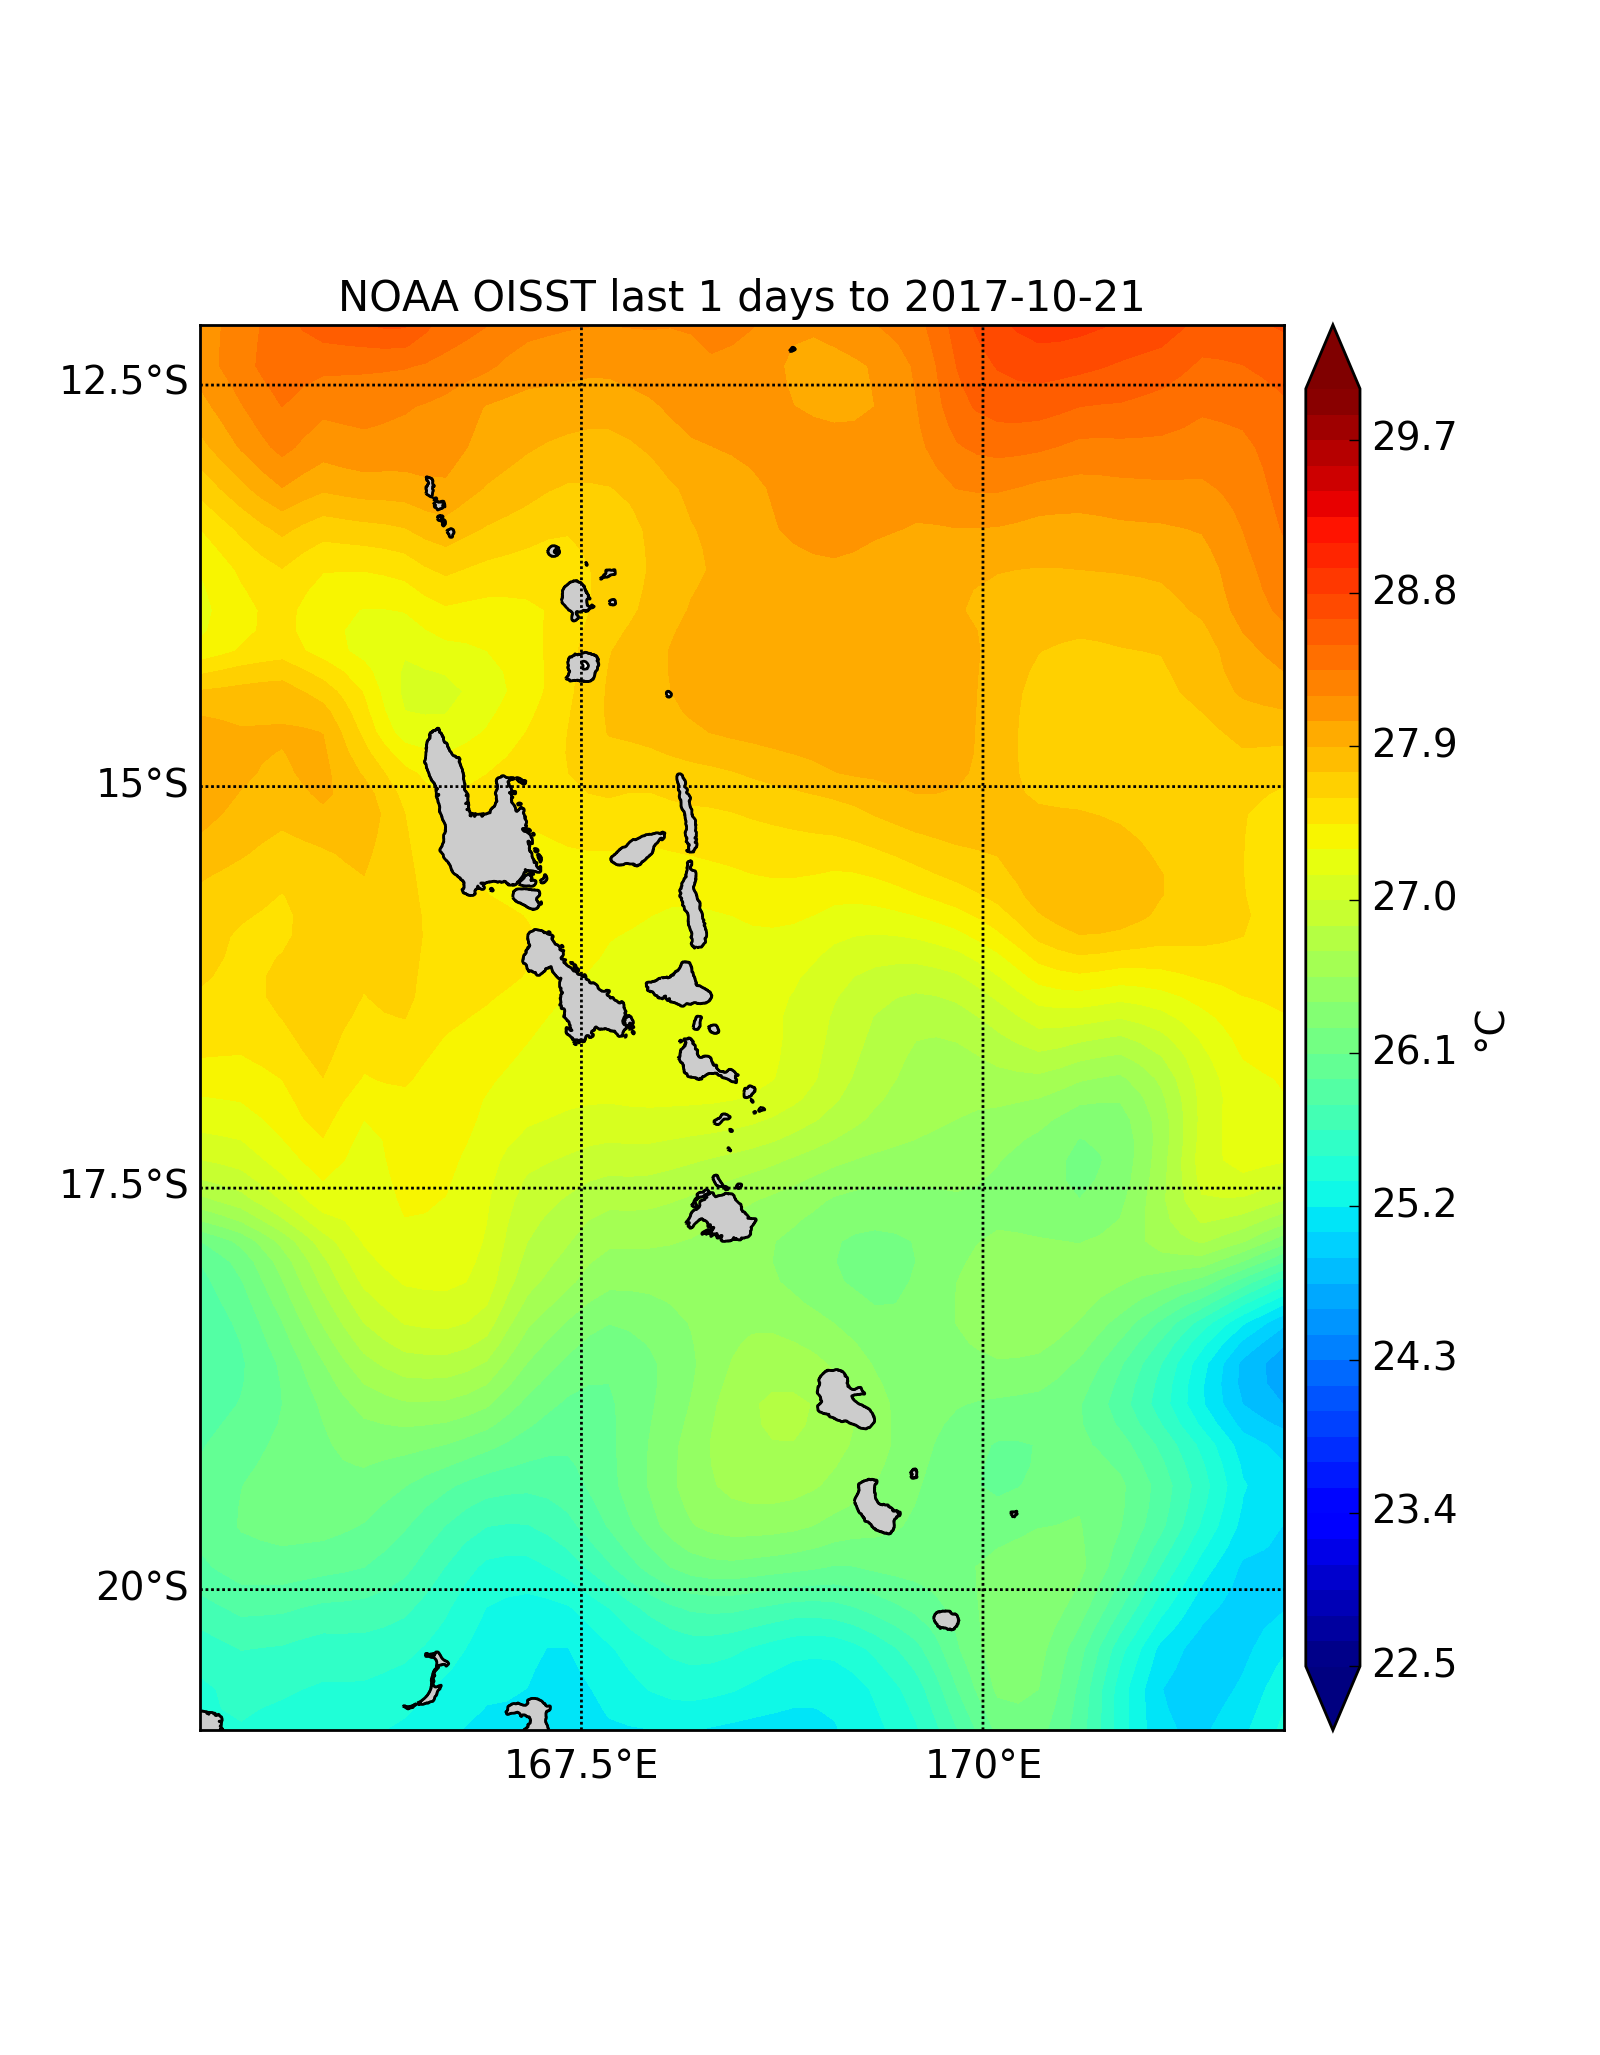 NOAA OISST last 1 days to 2017-10-21
12.5°S
15°S
17.5°S
20°S
167.5°E
170°E
29.7
28.8
27.9
27.0
26.1
25.2
24.3
23.4
22.5
°C